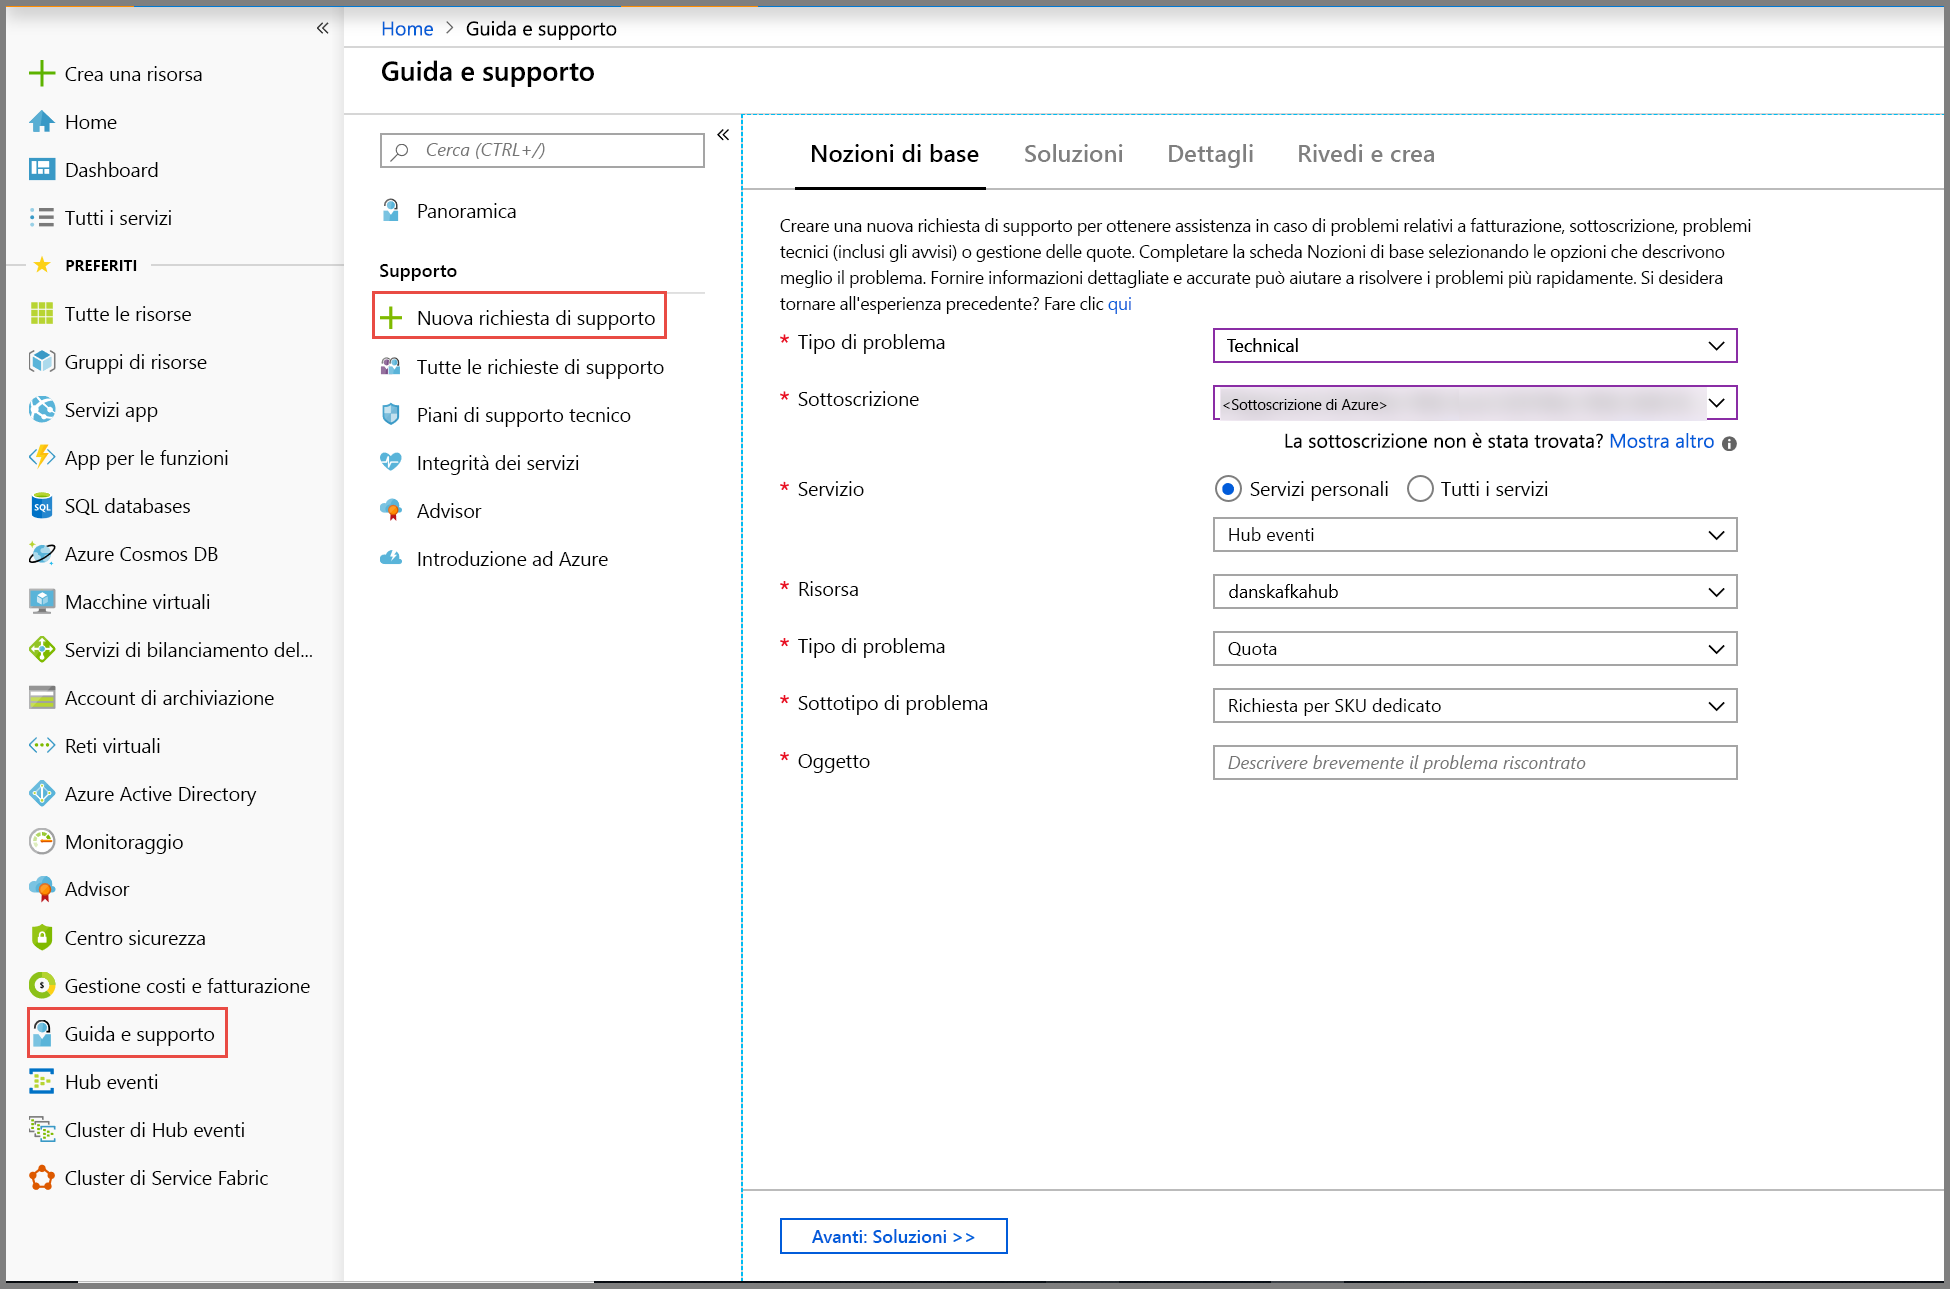 «
Crea una risorsa
Home
Dashboard
Tutti i servizi
PREFERITI
Tutte le risorse
Gruppi di risorse
Servizi app
App per le funzioni
SQL databases
Azure Cosmos DB
Macchine virtuali
Servizi di bilanciamento del...
Account di archiviazione
Reti virtuali
Azure Active Directory
Monitoraggio
Advisor
Centro sicurezza
Gestione costi e fatturazione
Guida e supporto
Hub eventi
Cluster di Hub eventi
Cluster di Service Fabric
Home > Guida e supporto
Guida e supporto
Cerca (CTRL+/)
«
Panoramica
Supporto
Nuova richiesta di supporto
Tutte le richieste di supporto
Piani di supporto tecnico
Integrità dei servizi
Advisor
Introduzione ad Azure
Nozioni di base Soluzioni Dettagli Rivedi e crea
Creare una nuova richiesta di supporto per ottenere assistenza in caso di problemi relativi a fatturazione, sottoscrizione, problemi
tecnici (inclusi gli avvisi) o gestione delle quote. Completare la scheda Nozioni di base selezionando le opzioni che descrivono
meglio il problema. Fornire informazioni dettagliate e accurate può aiutare a risolvere i problemi più rapidamente. Si desidera
tornare all'esperienza precedente? Fare clic qui
* Tipo di problema Technical
* Sottoscrizione <Sottoscrizione di Azure>
La sottoscrizione non è stata trovata? Mostra altro
* Servizio Servizi personali Tutti i servizi
Hub eventi
* Risorsa danskafkahub
* Tipo di problema Quota
* Sottotipo di problema Richiesta per SKU dedicato
* Oggetto Descrivere brevemente il problema riscontrato
Avanti: Soluzioni >>